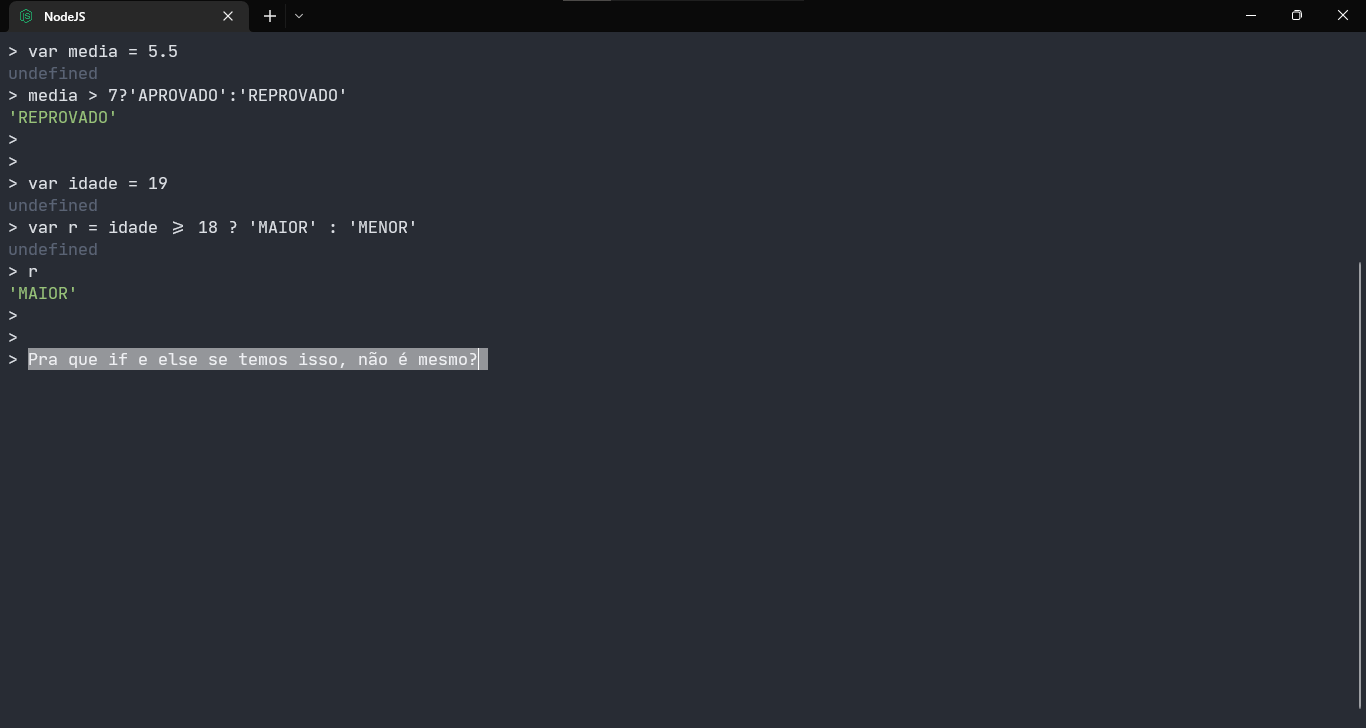 NodeJS
> var media = 5.5
undefined
> media > 7?'APROVADO':'REPROVADO'
'REPROVADO'
>
>
> var idade = 19
undefined
> var r = idade >= 18 ? 'MAIOR' : 'MENOR'
undefined
> r
'MAIOR'
>
>
> Pra que if e else se temos isso, não é mesmo?